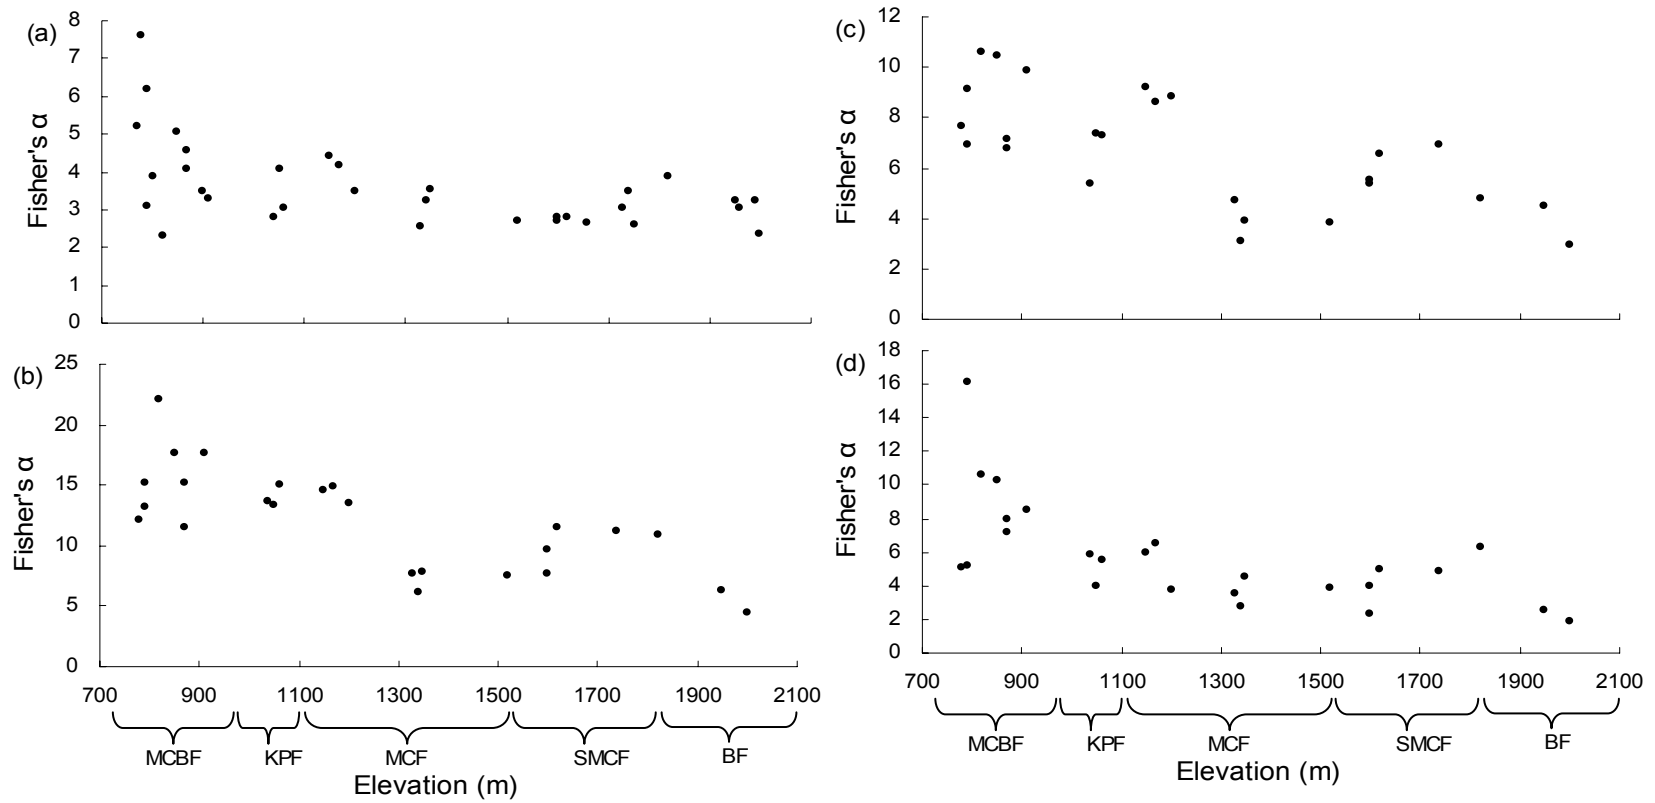 (a)
Fisher's α
8
7
6
5
4
3
2
1
0
(b)
Fisher's α
25
20
15
10
5
0
700 900 1100 1300 1500 1700 1900 2100
MCBF KPF MCF SMCF BF
Elevation (m)
(c)
Fisher's α
12
10
8
6
4
2
0
(d)
Fisher's α
18
16
14
12
10
8
6
4
2
0
700 900 1100 1300 1500 1700 1900 2100
MCBF KPF MCF SMCF BF
Elevation (m)